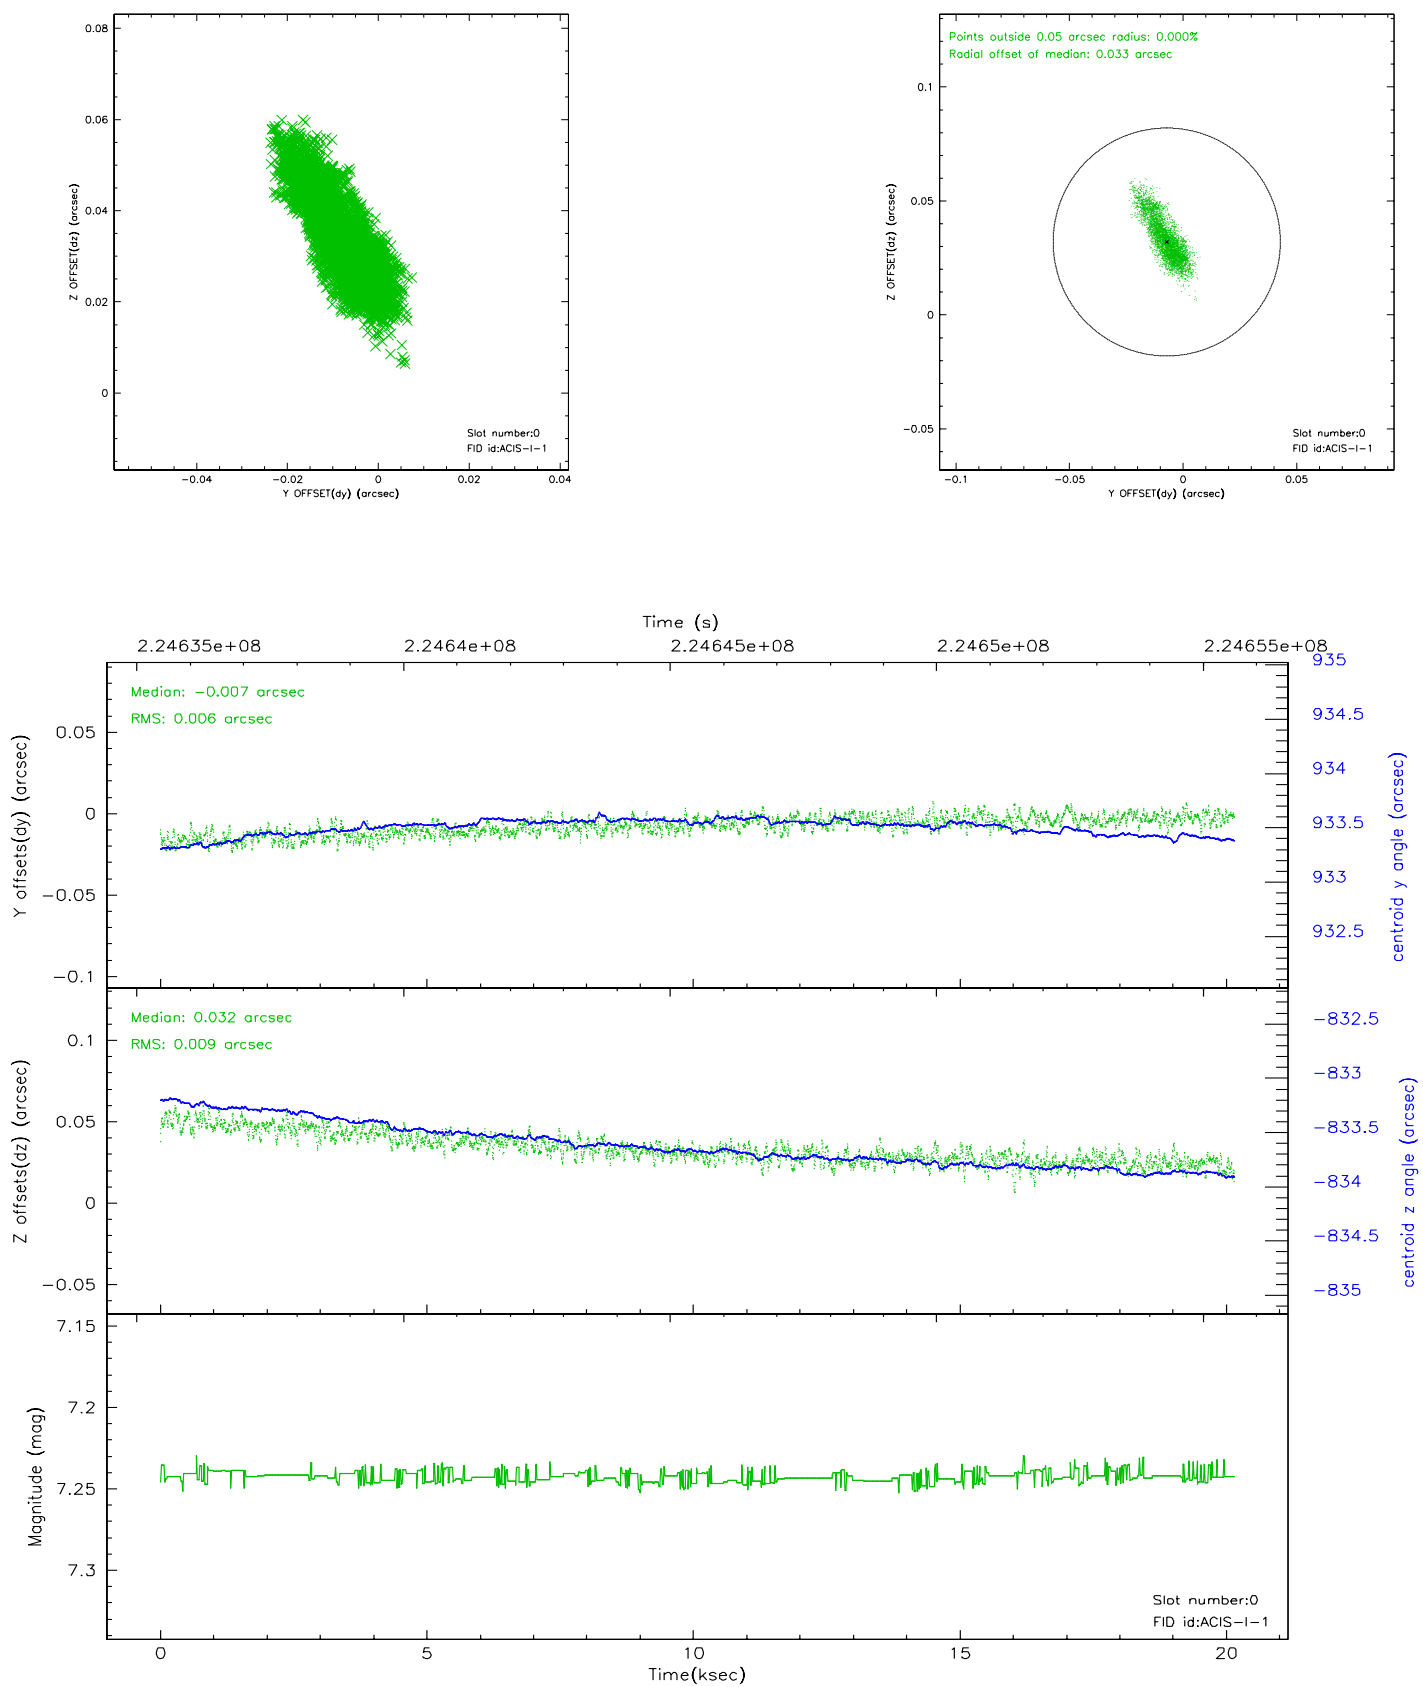 0.08
0.06
0.04
0.02
0
Z OFFSET(dz) (arcsec)
Slot number:0
FID id:ACIS-I-1
-0.04 -0.02 0 0.02 0.04
Y OFFSET(dy) (arcsec)
Points outside 0.05 arcsec radius: 0.000%
Radial offset of median: 0.033 arcsec
0.1
0.05
0
-0.05
Z OFFSET(dz) (arcsec)
Slot number:0
FID id:ACIS-I-1
-0.1 -0.05 0 0.05
Y OFFSET(dy) (arcsec)
Time (s)
2.24635e+08 2.2464e+08 2.24645e+08 2.2465e+08 2.24655e+08
Median: -0.007 arcsec
RMS: 0.006 arcsec
0.05
0
-0.05
-0.1
Y offsets(dy) (arcsec)
935
934.5
934
933.5
933
932.5
centroid y angle (arcsec)
Median: 0.032 arcsec
RMS: 0.009 arcsec
0.1
0.05
0
-0.05
Z offsets(dz) (arcsec)
-832.5
-833
-833.5
-834
-834.5
-835
centroid z angle (arcsec)
7.15
7.2
7.25
7.3
Magnitude (mag)
Slot number:0
FID id:ACIS-I-1
0 5 10 15 20
Time(ksec)